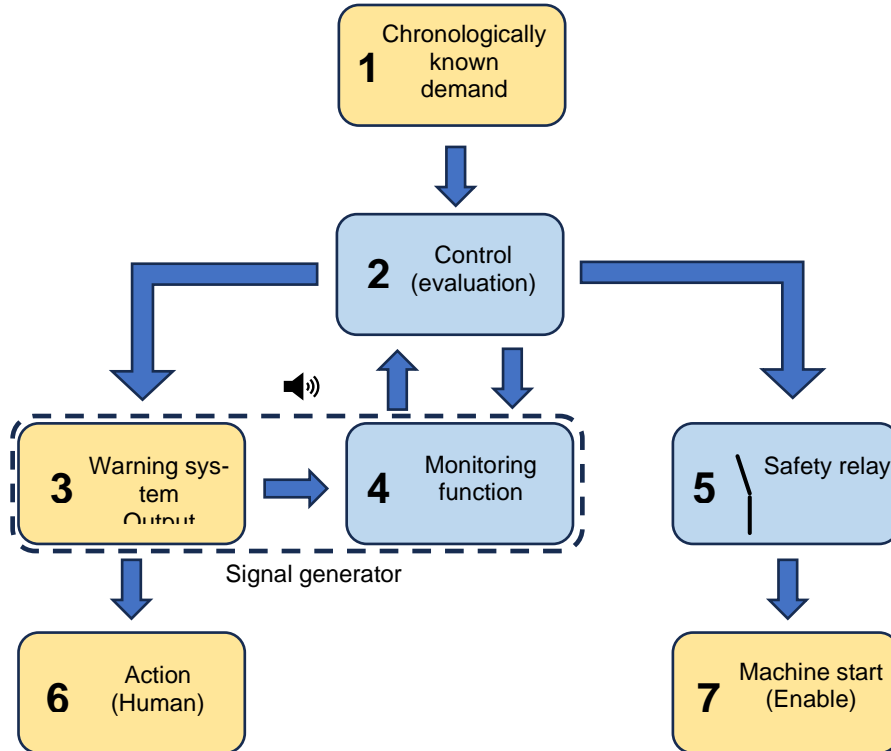 1
Chronologically
known
demand
2
Control
(evaluation)
3
Warning sys-
tem
Output
4
Monitoring
function
5
Safety relay
Signal generator
6
Action
(Human)
7
Machine start
(Enable)